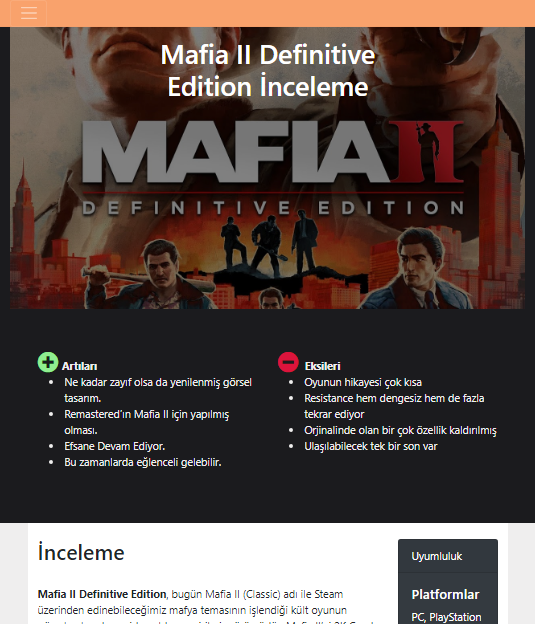 Mafia II Definitive
Edition İnceleme
MAFIA II
DEFINITIVE EDITION
Artıları
Ne kadar zayıf olsa da yenilenmiş görsel
tasarım.
Remastered'ın Mafia II için yapılmış
olması.
Efsane Devam Ediyor.
Bu zamanlarda eğlenceli gelebilir.
Eksileri
Oyunun hikayesi çok kısa
Resistance hem dengesiz hem de fazla
tekrar ediyor
Orjinalinde olan bir çok özellik kaldırılmış
Ulaşılabilecek tek bir son var
İnceleme
Mafia II Definitive Edition, bugün Mafia II (Classic) adı ile Steam
üzerinden edinebileceğimiz mafya temasının işlendiği kült oyunun
Uyumluluk
Platformlar
PC, PlayStation